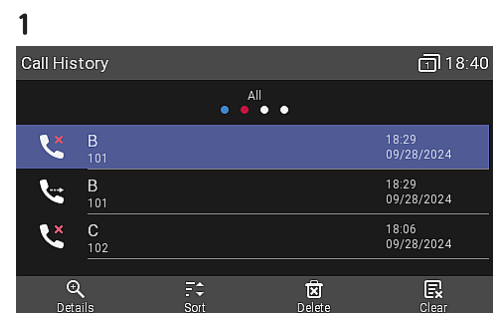 1
Call History 1 18:40
All
B 18:29
101 09/28/2024
B 18:29
101 09/28/2024
C 18:06
102 09/28/2024
Details Sort Delete Clear